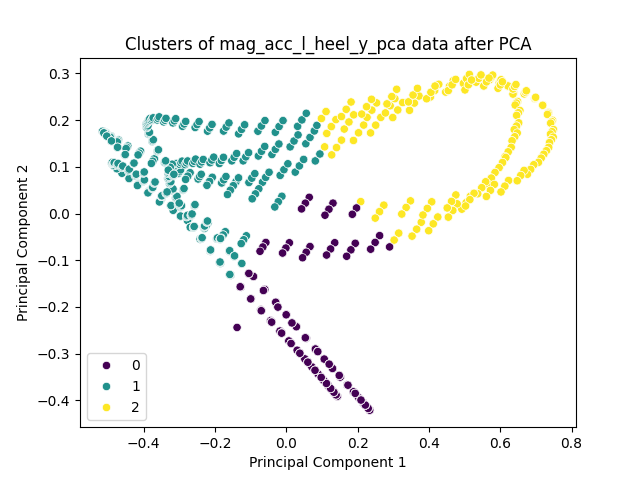 Clusters of mag_acc_l_heel_y_pca data after PCA
Principal Component 2
0.3
0.2
0.1
0.0
−0.1
−0.2
−0.3
−0.4
0
1
2
−0.4 −0.2 0.0 0.2 0.4 0.6 0.8
Principal Component 1